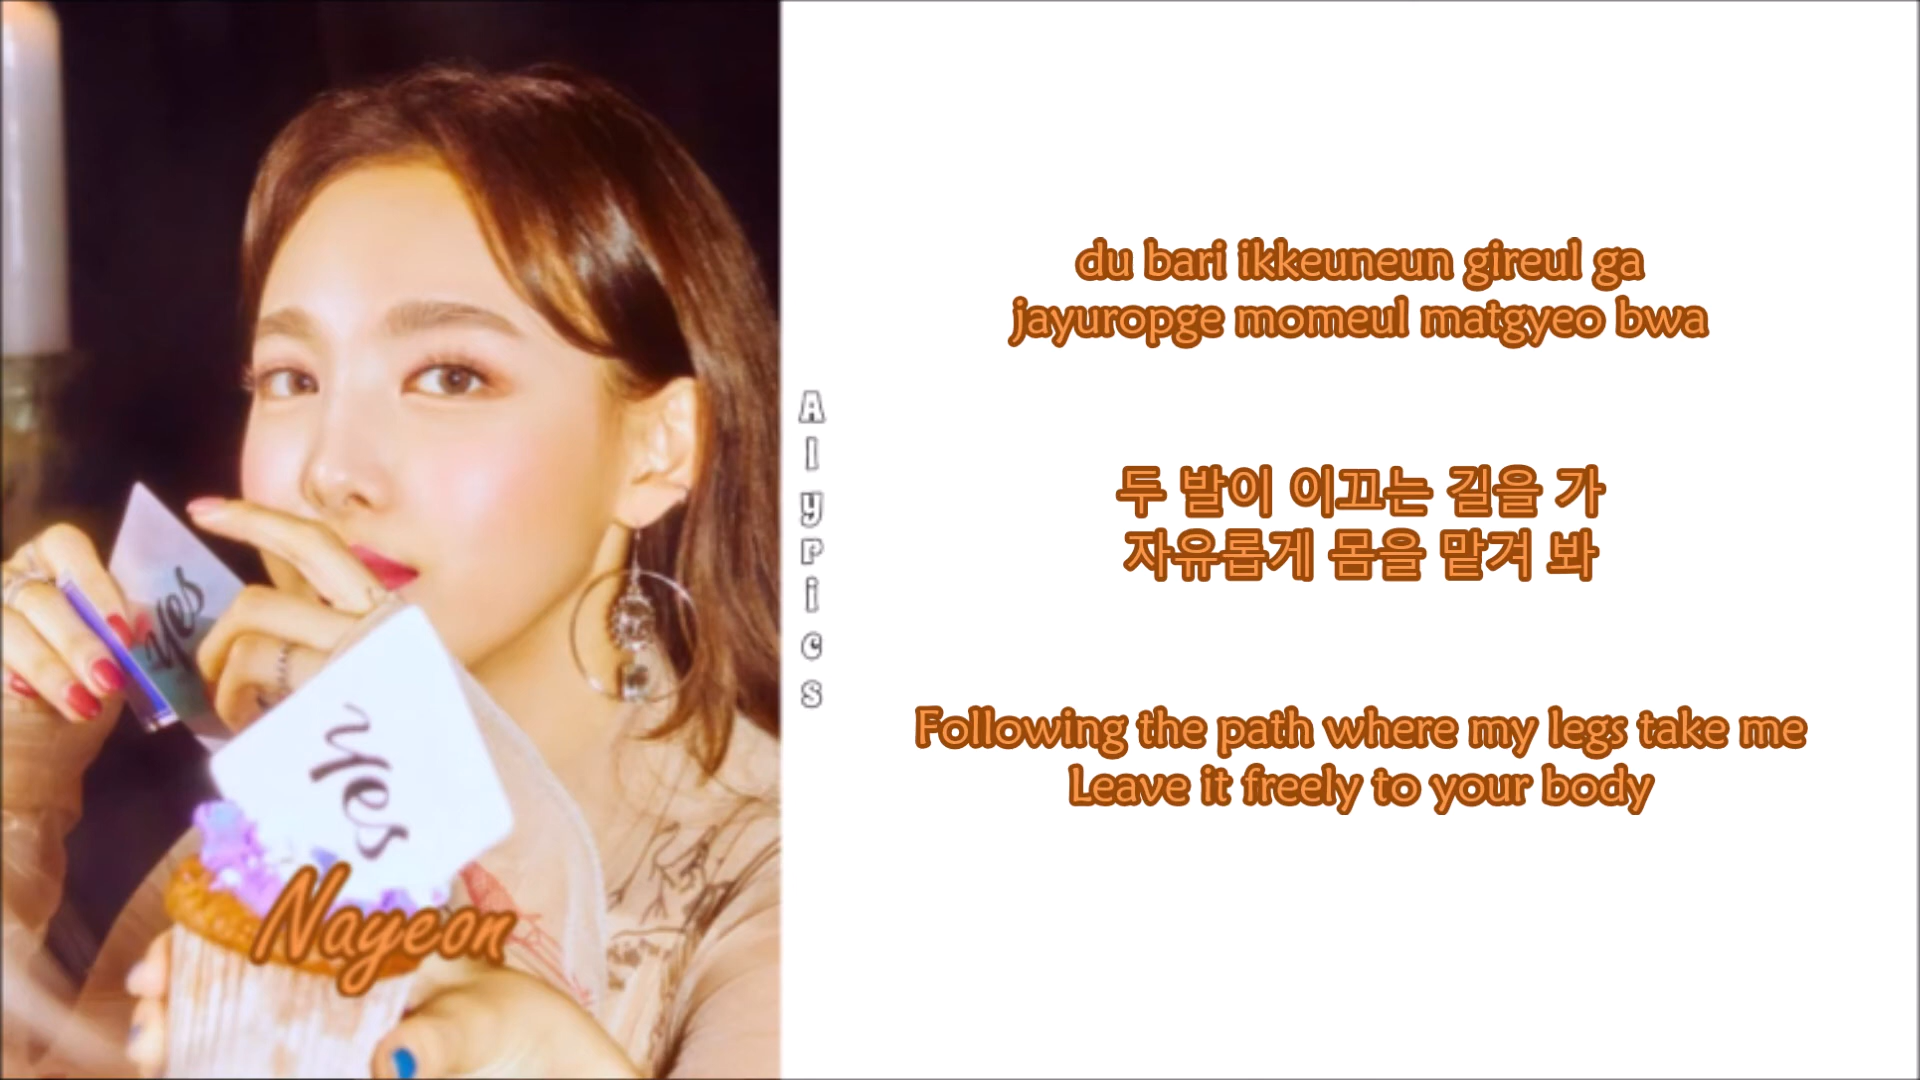 yes
yes
Nayeon
AlyPics
du bari ikkeuneun gireul ga
jayuropge momeul matgyeo bwa
두 발이 이끄는 길을 가
자유롭게 몸을 맡겨 봐
Following the path where my legs take me
Leave it freely to your body